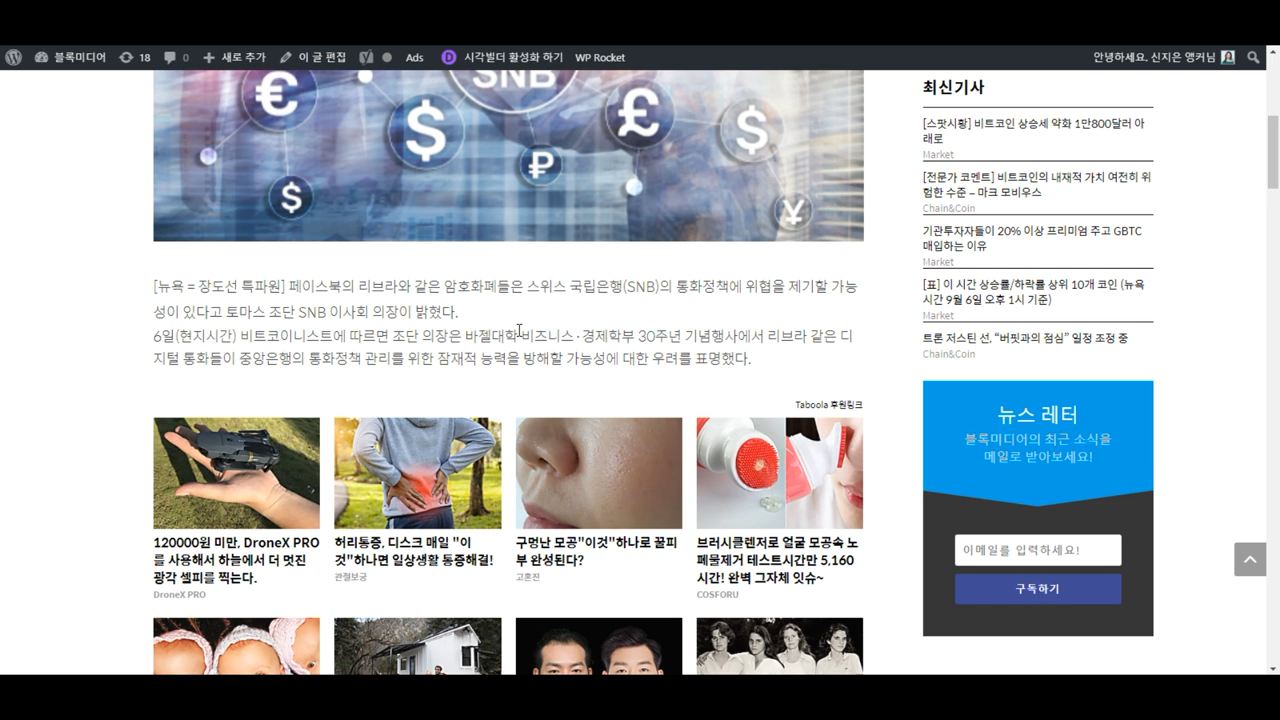 블록미디어 18 0 새로 추가 이 글 편집 Ads D 시각빌더 활성화 하기 WP Rocket 안녕하세요, 신지은 앵커님
€ SNB $ £ $ ₽ $ ¥
[뉴욕 = 장도선 특파원] 페이스북의 리브라와 같은 암호화폐들은 스위스 국립은행(SNB)의 통화정책에 위협을 제기할 가능
성이 있다고 토마스 조단 SNB 이사회 의장이 밝혔다.
6일(현지시간) 비트코이니스트에 따르면 조단 의장은 바젤대학 비즈니스 · 경제학부 30주년 기념행사에서 리브라 같은 디
지털 통화들이 중앙은행의 통화정책 관리를 위한 잠재적 능력을 방해할 가능성에 대한 우려를 표명했다.
Taboola 후원링크
120000원 미만, DroneX PRO
를 사용해서 하늘에서 더 멋진
광각 셀피를 찍는다.
DroneX PRO
허리통증, 디스크 매일 "이
것"하나면 일상생활 통증해결!
관절보궁
구멍난 모공"이것"하나로 꿀피
부 완성된다?
고혼진
브러시클렌저로 얼굴 모공속 노
폐물제거 테스트시간만 5,160
시간! 완벽 그자체 잇슈~
COSFORU
최신기사
[스팟시황] 비트코인 상승세 약화 1만800달러 아
래로
Market
[전문가 코멘트] 비트코인의 내재적 가치 여전히 위
험한 수준 – 마크 모비우스
Chain&Coin
기관투자자들이 20% 이상 프리미엄 주고 GBTC
매입하는 이유
Market
[표] 이 시간 상승률/하락률 상위 10개 코인 (뉴욕
시간 9월 6일 오후 1시 기준)
Market
트론 저스틴 선, “버핏과의 점심” 일정 조정 중
Chain&Coin
뉴스 레터
블록미디어의 최근 소식을
메일로 받아보세요!
이메일를 입력하세요!
구독하기